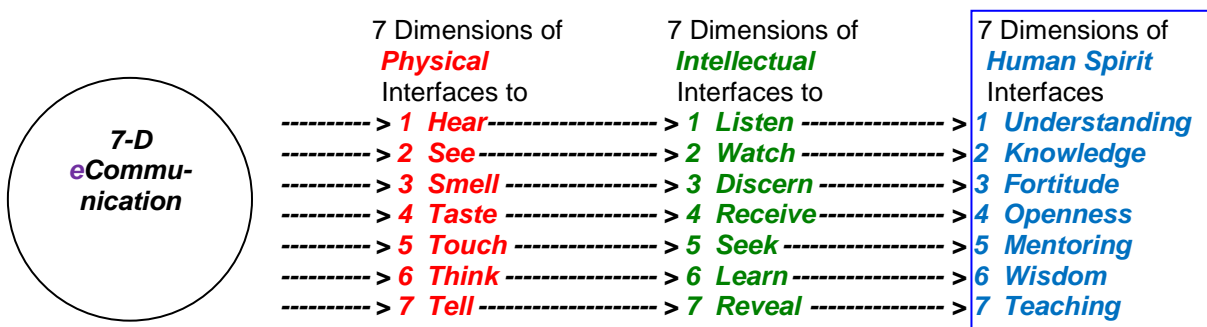 7 Dimensions of 7 Dimensions of 7 Dimensions of
Physical Intellectual Human Spirit
Interfaces to Interfaces to Interfaces
7-D
eCommu-
nication
---------- > 1 Hear-------------------- > 1 Listen ---------------- > 1 Understanding
---------- > 2 See --------------------- > 2 Watch ---------------- > 2 Knowledge
---------- > 3 Smell ------------------ > 3 Discern -------------- > 3 Fortitude
---------- > 4 Taste ------------------ > 4 Receive-------------- > 4 Openness
---------- > 5 Touch ------------------ > 5 Seek ------------------ > 5 Mentoring
---------- > 6 Think ------------------ > 6 Learn ----------------- > 6 Wisdom
---------- > 7 Tell --------------------- > 7 Reveal --------------- > 7 Teaching